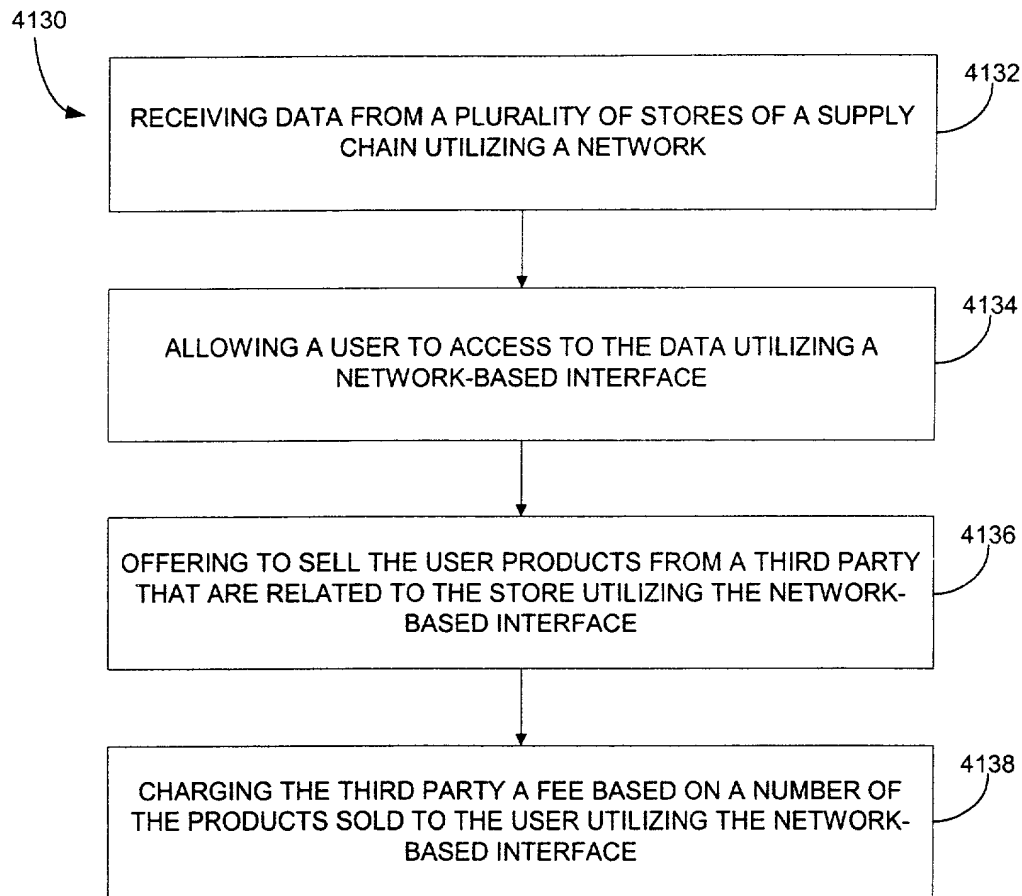 4130
4132
RECEIVING DATA FROM A PLURALITY OF STORES OF A SUPPLY
CHAIN UTILIZING A NETWORK
4134
ALLOWING A USER TO ACCESS TO THE DATA UTILIZING A
NETWORK-BASED INTERFACE
4136
OFFERING TO SELL THE USER PRODUCTS FROM A THIRD PARTY
THAT ARE RELATED TO THE STORE UTILIZING THE NETWORK-
BASED INTERFACE
4138
CHARGING THE THIRD PARTY A FEE BASED ON A NUMBER OF
THE PRODUCTS SOLD TO THE USER UTILIZING THE NETWORK-
BASED INTERFACE